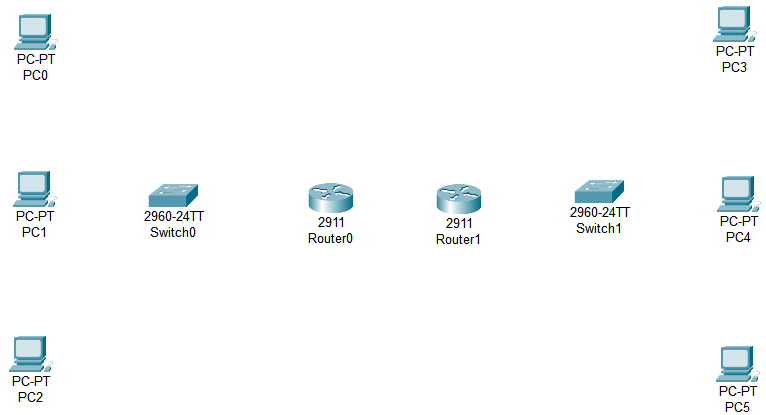 PC-PT
PC0
PC-PT
PC3
PC-PT
PC1
2960-24TT
Switch0
2911
Router0
2911
Router1
2960-24TT
Switch1
PC-PT
PC4
PC-PT
PC2
PC-PT
PC5